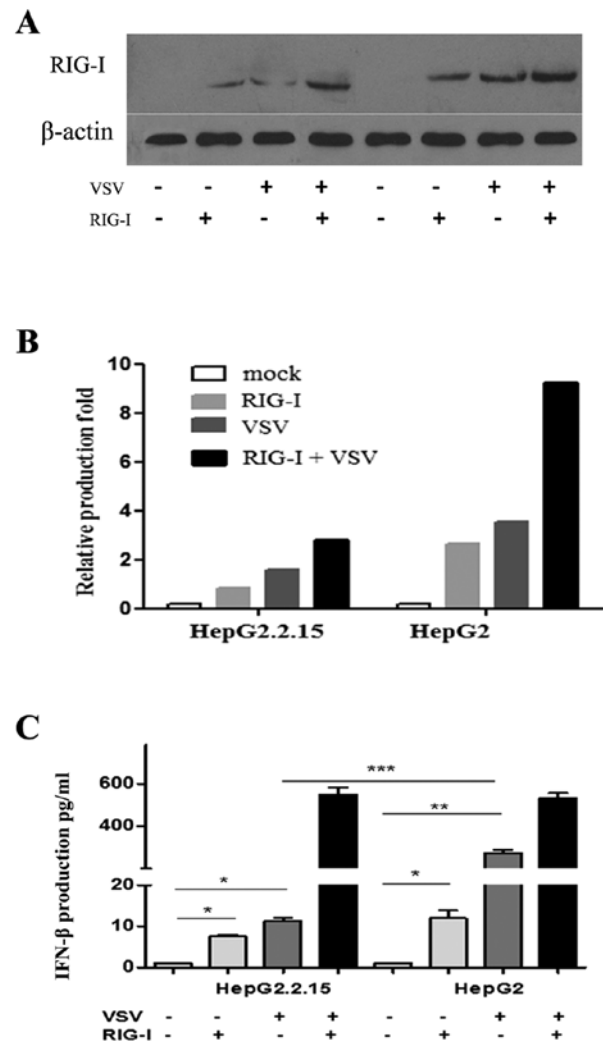 A
RIG-I
β-actin
VSV - - + + - - + +
RIG-I - + - + - + - +
B
Relative production fold
10
8
6
4
2
0
mock
RIG-I
VSV
RIG-I + VSV
HepG2.2.15 HepG2
C
IFN-β production pg/ml
600
400
20
10
0
***
**
* *
*
HepG2.2.15 HepG2
VSV - - + + - - + +
RIG-I - + - + - + - +